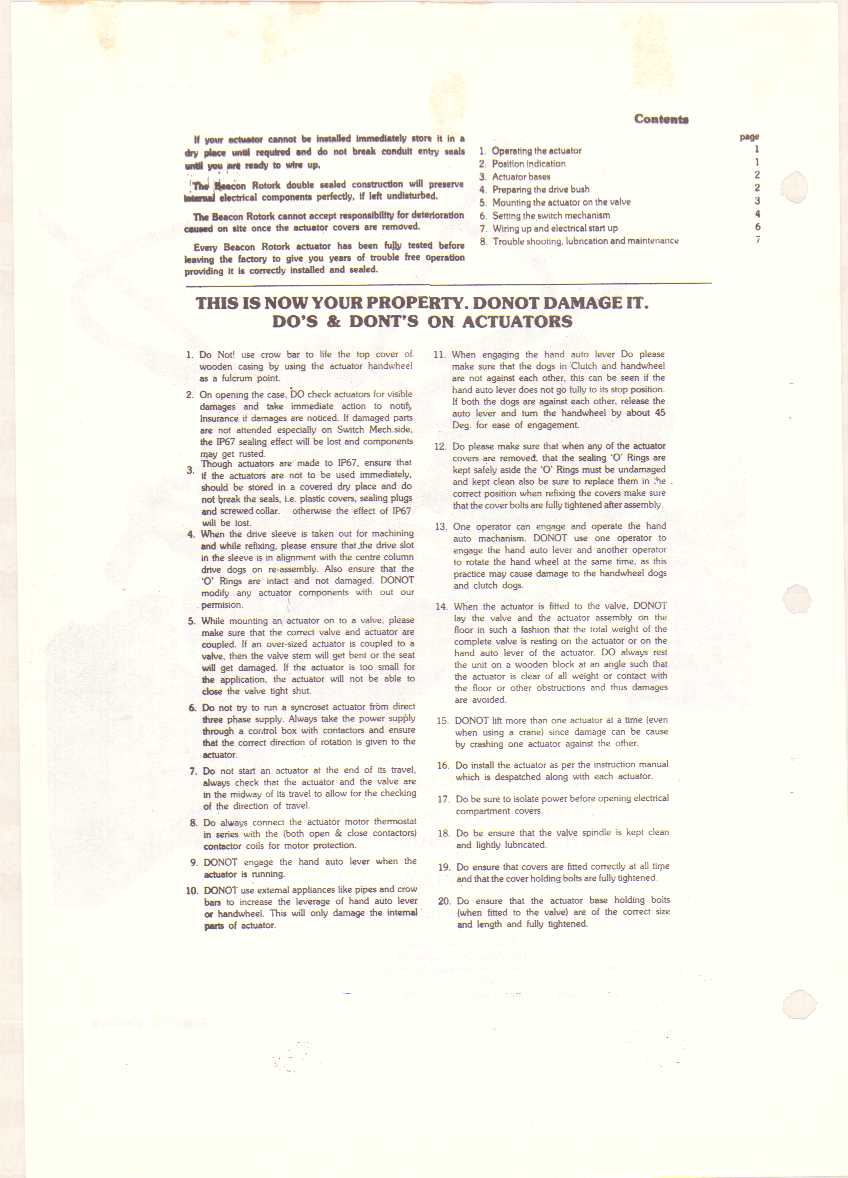 If your actuator cannot be installed immediately store it in a
dry place until required and do not break conduit entry seals
until you are ready to wire up.
The Beacon Rotork double sealed construction will preserve
internal electrical components perfectly, if left undisturbed.
The Beacon Rotork cannot accept responsibility for deterioration
caused on site once the actuator covers are removed.
Every Beacon Rotork actuator has been fully tested before
leaving the factory to give you years of trouble free operation
providing it is correctly installed and sealed.
Contents
page
1. Operating the actuator 1
2. Position indication 1
3. Actuator bases 2
4. Preparing the drive bush 2
5. Mounting the actuator on the valve 3
6. Setting the switch mechanism 4
7. Wiring up and electrical start up 6
8. Trouble shooting, lubrication and maintenance 7
THIS IS NOW YOUR PROPERTY. DONOT DAMAGE IT.
DO'S & DONT'S ON ACTUATORS
1. Do Not! use crow bar to life the top cover of
wooden casing by using the actuator handwheel
as a fulcrum point.
2. On opening the case, DO check actuators for visible
damages and take immediate action to notify
Insurance if damages are noticed. If damaged parts
are not attended especially on Switch Mech side,
the IP67 sealing effect will be lost and components
may get rusted.
3. Though actuators are made to IP67, ensure that
if the actuators are not to be used immediately,
should be stored in a covered dry place and do
not break the seals, i.e. plastic covers, sealing plugs
and screwed collar. otherwise the effect of IP67
will be lost.
4. When the drive sleeve is taken out for machining
and while refixing, please ensure that the drive slot
in the sleeve is in alignment with the centre column
drive dogs on re-assembly. Also ensure that the
'O' Rings are intact and not damaged. DONOT
modify any actuator components with out our
permision.
5. While mounting an actuator on to a valve, please
make sure that the correct valve and actuator are
coupled. If an over-sized actuator is coupled to a
valve, then the valve stem will get bent or the seat
will get damaged. If the actuator is too small for
the application, the actuator will not be able to
close the valve tight shut.
6. Do not try to run a syncroset actuator from direct
three phase supply. Always take the power supply
through a control box with contactors and ensure
that the correct direction of rotation is given to the
actuator.
7. Do not start an actuator at the end of its travel,
always check that the actuator and the valve are
in the midway of its travel to allow for the checking
of the direction of travel.
8. Do always connect the actuator motor thermostat
in series with the (both open & close contactors)
contactor coils for motor protection.
9. DONOT engage the hand auto lever when the
actuator is running.
10. DONOT use external appliances like pipes and crow
bars to increase the leverage of hand auto lever
or handwheel. This will only damage the internal
parts of actuator.
11. When engaging the hand auto lever Do please
make sure that the dogs in Clutch and handwheel
are not against each other, this can be seen if the
hand auto lever does not go fully to its stop position.
If both the dogs are against each other, release the
auto lever and turn the handwheel by about 45
Deg. for ease of engagement.
12. Do please make sure that when any of the actuator
covers are removed, that the sealing 'O' Rings are
kept safely aside the 'O' Rings must be undamaged
and kept clean also be sure to replace them in the
correct position when refixing the covers make sure
that the cover bolts are fully tightened after assembly.
13. One operator can engage and operate the hand
auto machanism. DONOT use one operator to
engage the hand auto lever and another operator
to rotate the hand wheel at the same time, as this
practice may cause damage to the handwheel dogs
and clutch dogs.
14. When the actuator is fitted to the valve, DONOT
lay the valve and the actuator assembly on the
floor in such a fashion that the total weight of the
complete valve is resting on the actuator or on the
hand auto lever of the actuator. DO always rest
the unit on a wooden block at an angle such that
the actuator is clear of all weight or contact with
the floor or other obstructions and thus damages
are avoided.
15. DONOT lift more than one actuator at a time (even
when using a crane) since damage can be cause
by crashing one actuator against the other.
16. Do install the actuator as per the instruction manual
which is despatched along with each actuator.
17. Do be sure to isolate power before opening electrical
compartment covers.
18. Do be ensure that the valve spindle is kept clean
and lightly lubricated.
19. Do ensure that covers are fitted correctly at all time
and that the cover holding bolts are fully tightened.
20. Do ensure that the actuator base holding bolts
(when fitted to the valve) are of the correct size
and length and fully tightened.